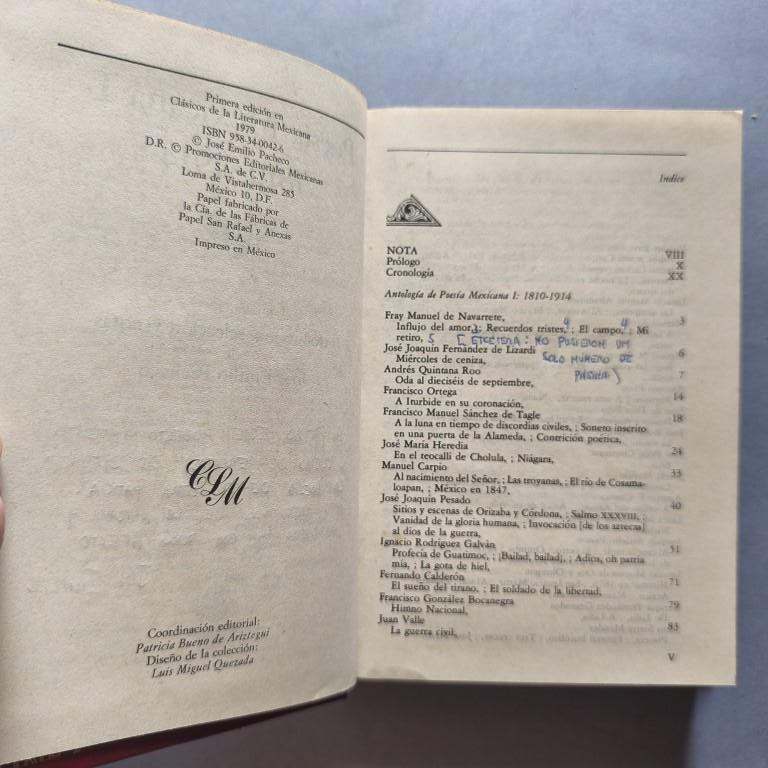 Primera edición en
Clásicos de la Literatura Mexicana
1979
ISBN 958-34-0042-6
© José Emilio Pacheco
D.R. © Promociones Editoriales Mexicanas
S.A. de C.V.
Loma de Vistahermosa 285
México 10, D.F.
Papel fabricado por
la Cía. de las Fábricas de
Papel San Rafael y Anexas
S.A.
Impreso en México
CLM
Coordinación editorial:
Patricia Bueno de Ariztegui
Diseño de la colección:
Luis Miguel Quezada
Indice
NOTA VIII
Prólogo X
Cronología XX
Antología de Poesía Mexicana I: 1810-1914
Fray Manuel de Navarrete, 3
Influjo del amor, 3; Recuerdos tristes, 4; El campo, 4; Mi
retiro, 5 [ETCÉTERA: NO PUSIERON UM
José Joaquín Fernández de Lizardi SOLO NÚMERO DE 6
Miércoles de ceniza, PÁGINA)
Andrés Quintana Roo 7
Oda al dieciséis de septiembre,
Francisco Ortega 14
A Iturbide en su coronación,
Francisco Manuel Sánchez de Tagle 18
A la luna en tiempo de discordias civiles, ; Soneto inscrito
en una puerta de la Alameda, ; Contrición poética,
José María Heredia 24
En el teocalli de Cholula, ; Niágara,
Manuel Carpio 33
Al nacimiento del Señor, ; Las troyanas, ; El río de Cosama-
loapan, ; México en 1847,
José Joaquín Pesado 40
Sitios y escenas de Orizaba y Córdona, ; Salmo XXXVIII, ;
Vanidad de la gloria humana, ; Invocación [de los aztecas]
al dios de la guerra,
Ignacio Rodríguez Galván 51
Profecía de Guatimoc, ; ¡Bailad, bailad¡, ; Adios, oh patria
mía, ; La gota de hiel,
Fernando Calderón 71
El sueño del tirano, ; El soldado de la libertad,
Francisco González Bocanegra 79
Himno Nacional,
Juan Valle 83
La guerra civil,
V